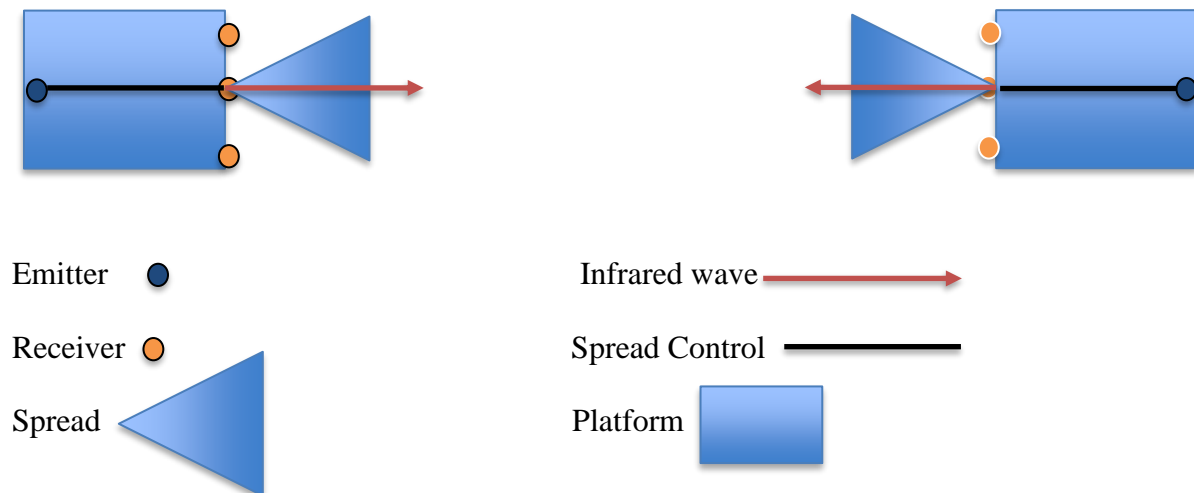 Emitter
Infrared wave
Receiver
Spread Control
Spread
Platform